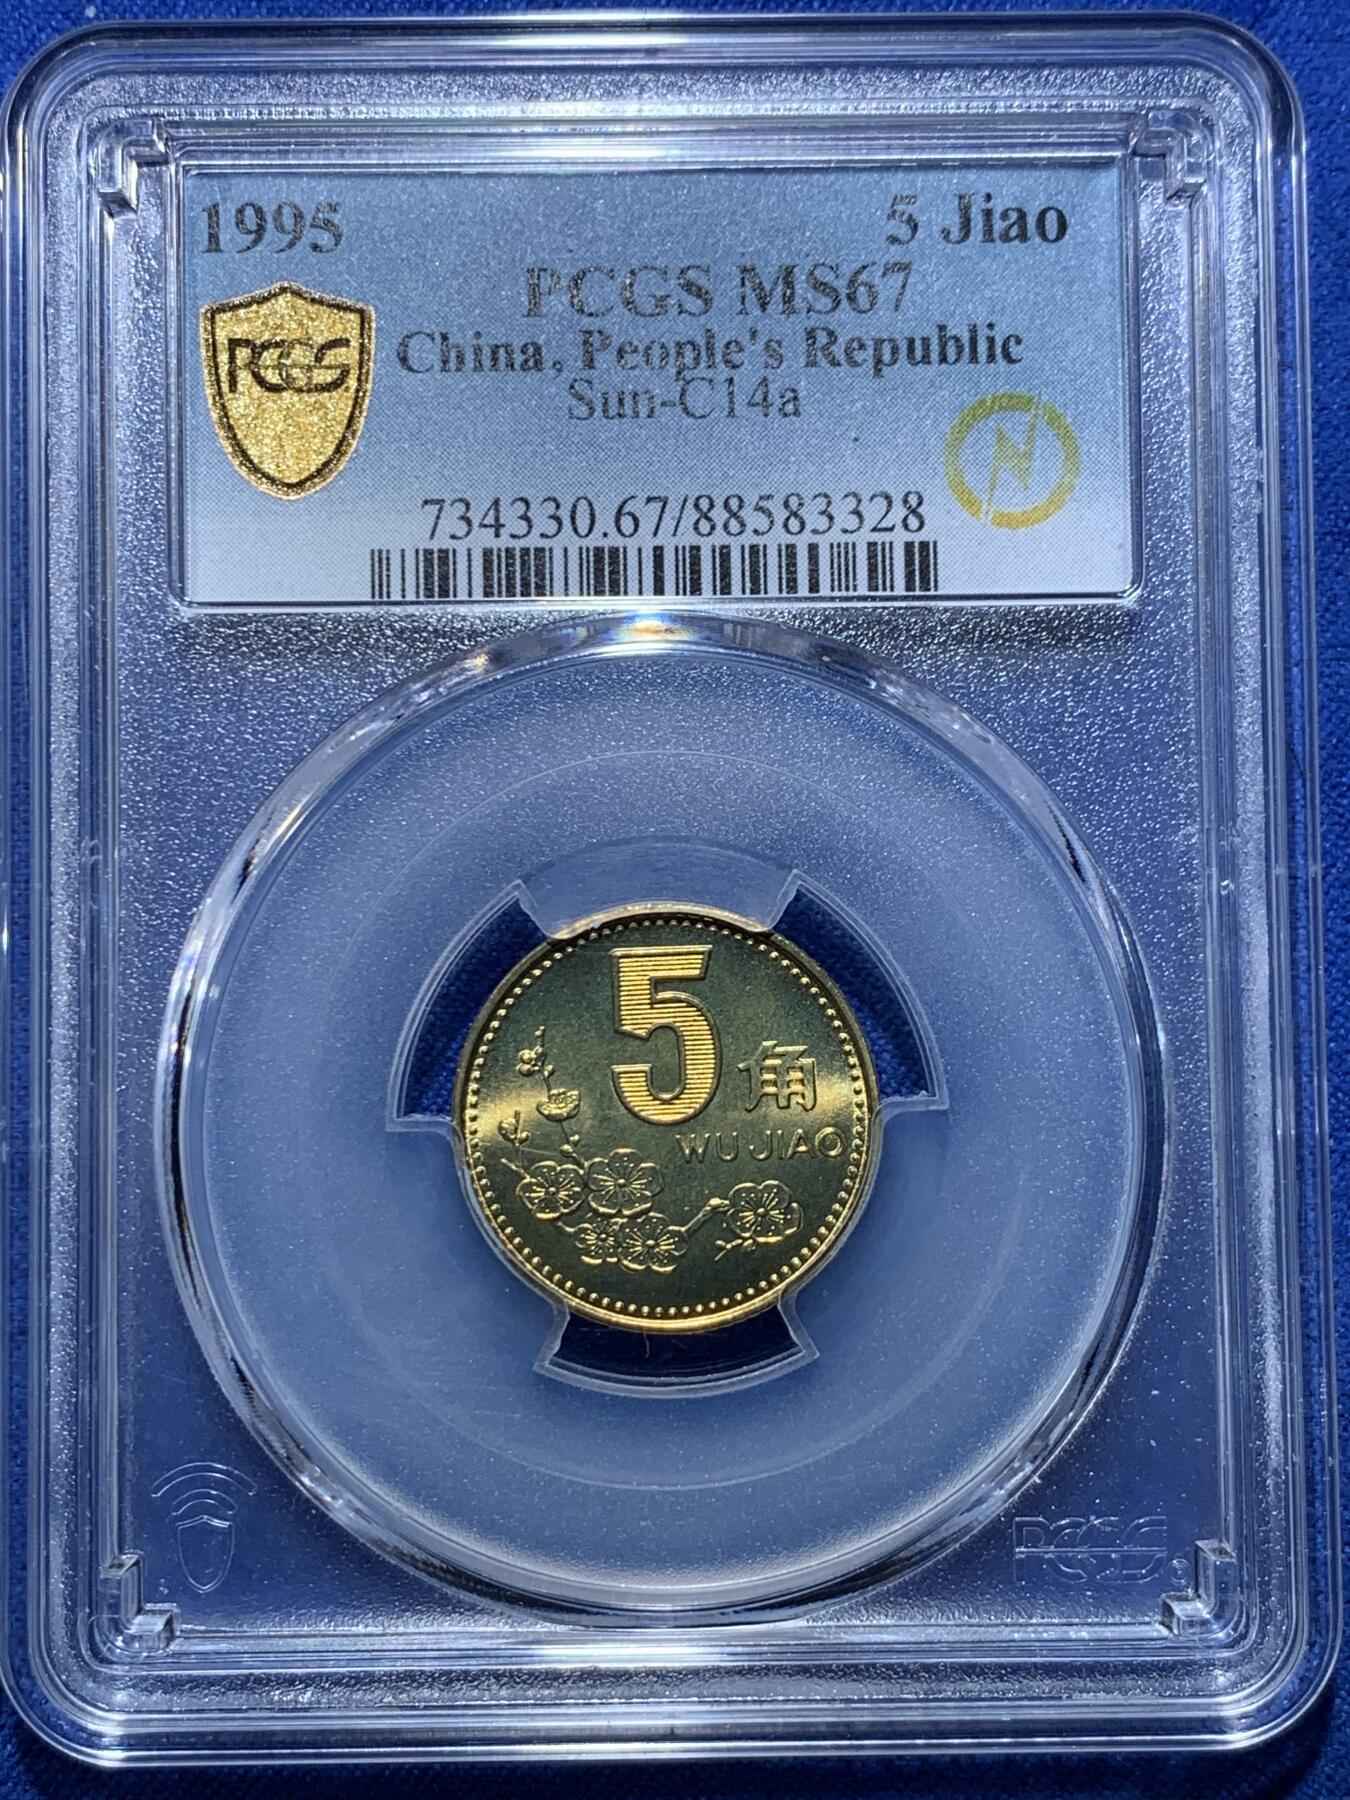 1995 5 Jiao
PCGS MS67
China, People's Republic
Sun-C14a
PCGS
N
734330.67/88583328
5
角
WU JIAO
PCGS